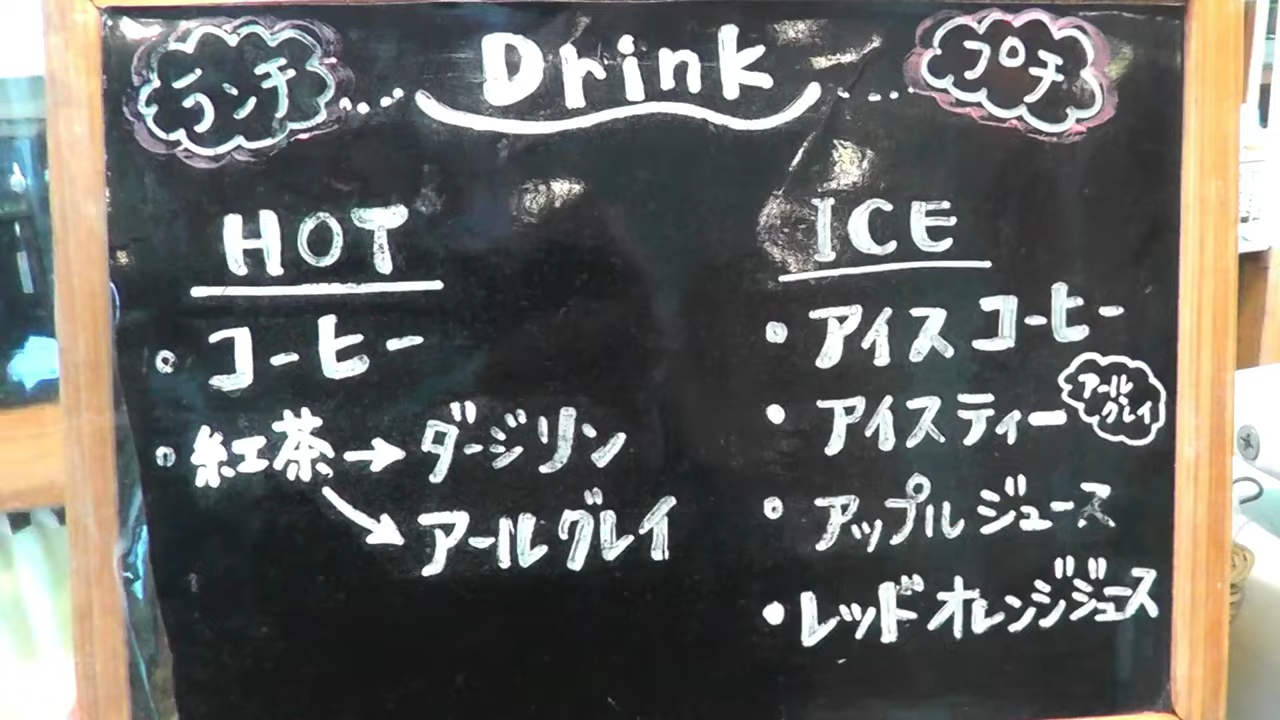 ランチ
Drink
プチ
HOT
・コーヒー
・紅茶→ダージリン
アールグレイ
ICE
・アイスコーヒー
・アイスティー
アール
グレイ
・アップルジュース
・レッドオレンジジュース